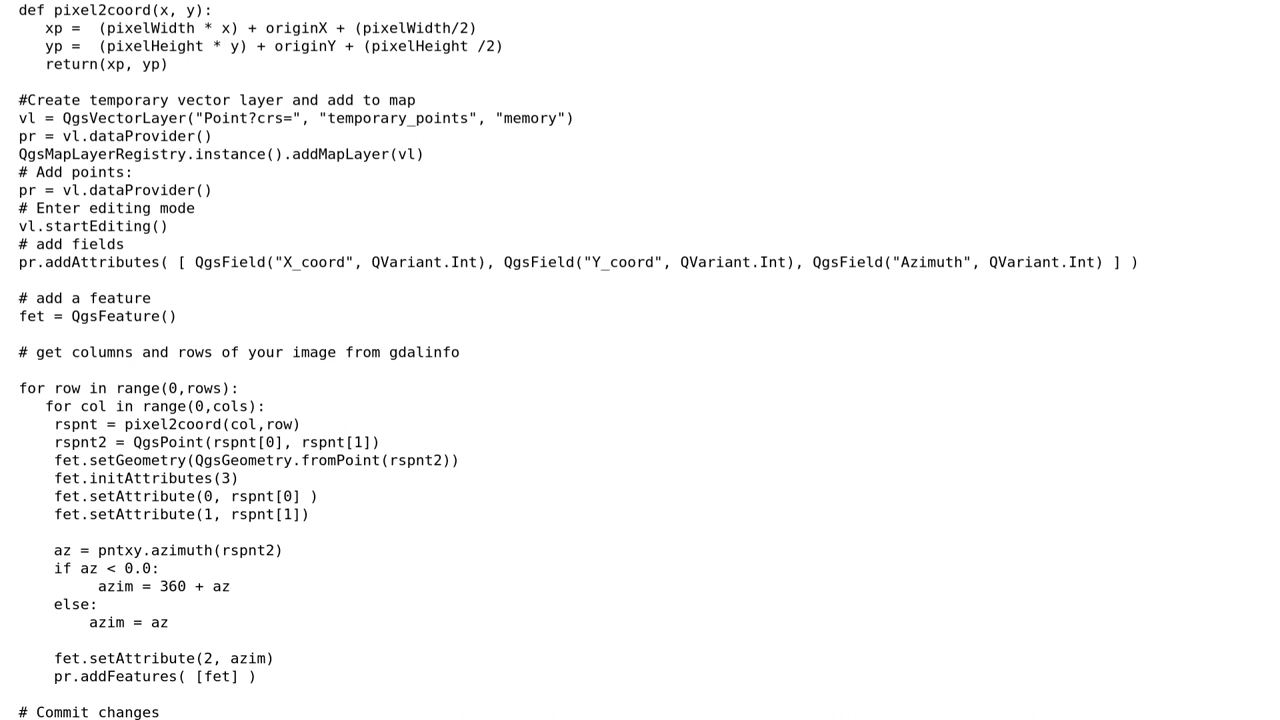 def pixel2coord(x, y):
   xp =  (pixelWidth * x) + originX + (pixelWidth/2)
   yp =  (pixelHeight * y) + originY + (pixelHeight /2)
   return(xp, yp)

#Create temporary vector layer and add to map
vl = QgsVectorLayer("Point?crs=", "temporary_points", "memory")
pr = vl.dataProvider()
QgsMapLayerRegistry.instance().addMapLayer(vl)
# Add points:
pr = vl.dataProvider()
# Enter editing mode
vl.startEditing()
# add fields
pr.addAttributes( [ QgsField("X_coord", QVariant.Int), QgsField("Y_coord", QVariant.Int), QgsField("Azimuth", QVariant.Int) ] )

# add a feature
fet = QgsFeature()

# get columns and rows of your image from gdalinfo

for row in range(0,rows):
   for col in range(0,cols):
    rspnt = pixel2coord(col,row)
    rspnt2 = QgsPoint(rspnt[0], rspnt[1])
    fet.setGeometry(QgsGeometry.fromPoint(rspnt2))
    fet.initAttributes(3)
    fet.setAttribute(0, rspnt[0] )
    fet.setAttribute(1, rspnt[1])

    az = pntxy.azimuth(rspnt2)
    if az < 0.0:
         azim = 360 + az
    else:
        azim = az

    fet.setAttribute(2, azim)
    pr.addFeatures( [fet] )

# Commit changes